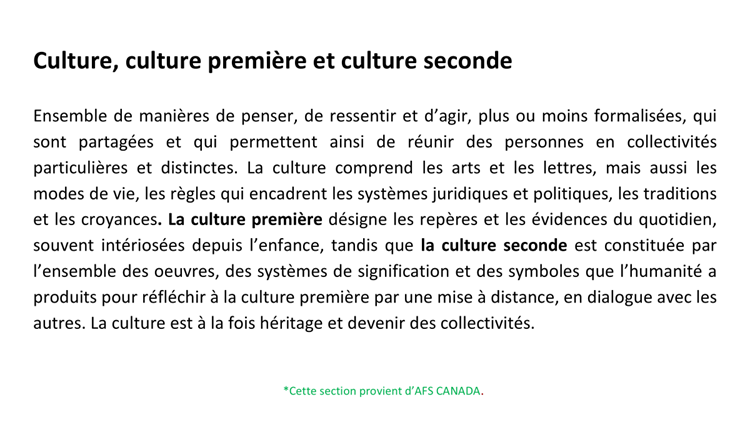 Culture, culture première et culture seconde
Ensemble de manières de penser, de ressentir et d’agir, plus ou moins formalisées, qui
sont partagées et qui permettent ainsi de réunir des personnes en collectivités
particulières et distinctes. La culture comprend les arts et les lettres, mais aussi les
modes de vie, les règles qui encadrent les systèmes juridiques et politiques, les traditions
et les croyances. La culture première désigne les repères et les évidences du quotidien,
souvent intériosées depuis l’enfance, tandis que la culture seconde est constituée par
l’ensemble des oeuvres, des systèmes de signification et des symboles que l’humanité a
produits pour réfléchir à la culture première par une mise à distance, en dialogue avec les
autres. La culture est à la fois héritage et devenir des collectivités.
*Cette section provient d’AFS CANADA.